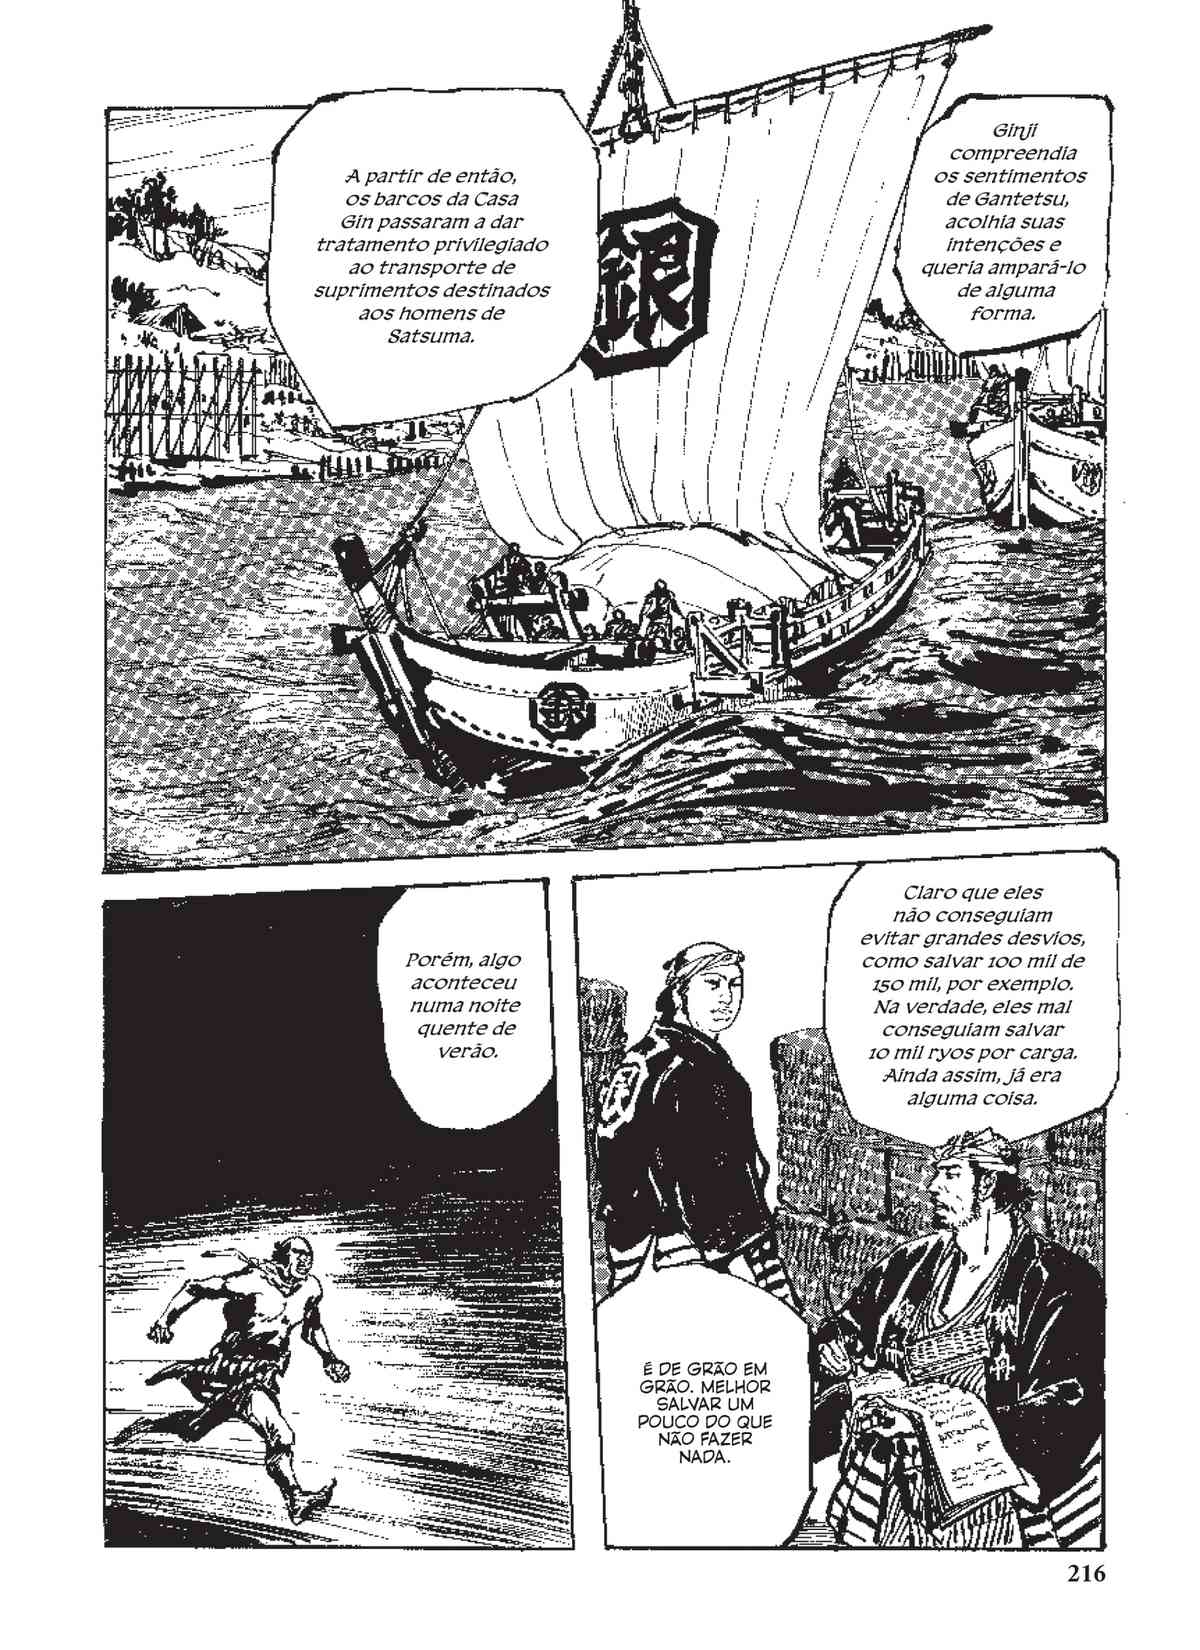 Ginji
compreendia
os sentimentos
de Gantetsu,
acolhia suas
intenções e
queria ampará-lo
de alguma
forma.
A partir de então,
os barcos da Casa
Gin passaram a dar
tratamento privilegiado
ao transporte de
suprimentos destinados
aos homens de
Satsuma.
銀
銀
Claro que eles
não conseguiam
evitar grandes desvios,
como salvar 100 mil de
150 mil, por exemplo.
Na verdade, eles mal
conseguiam salvar
10 mil ryos por carga.
Ainda assim, já era
alguma coisa.
É DE GRÃO EM
GRÃO. MELHOR
SALVAR UM
POUCO DO QUE
NÃO FAZER
NADA.
Porém, algo
aconteceu
numa noite
quente de
verão.
216